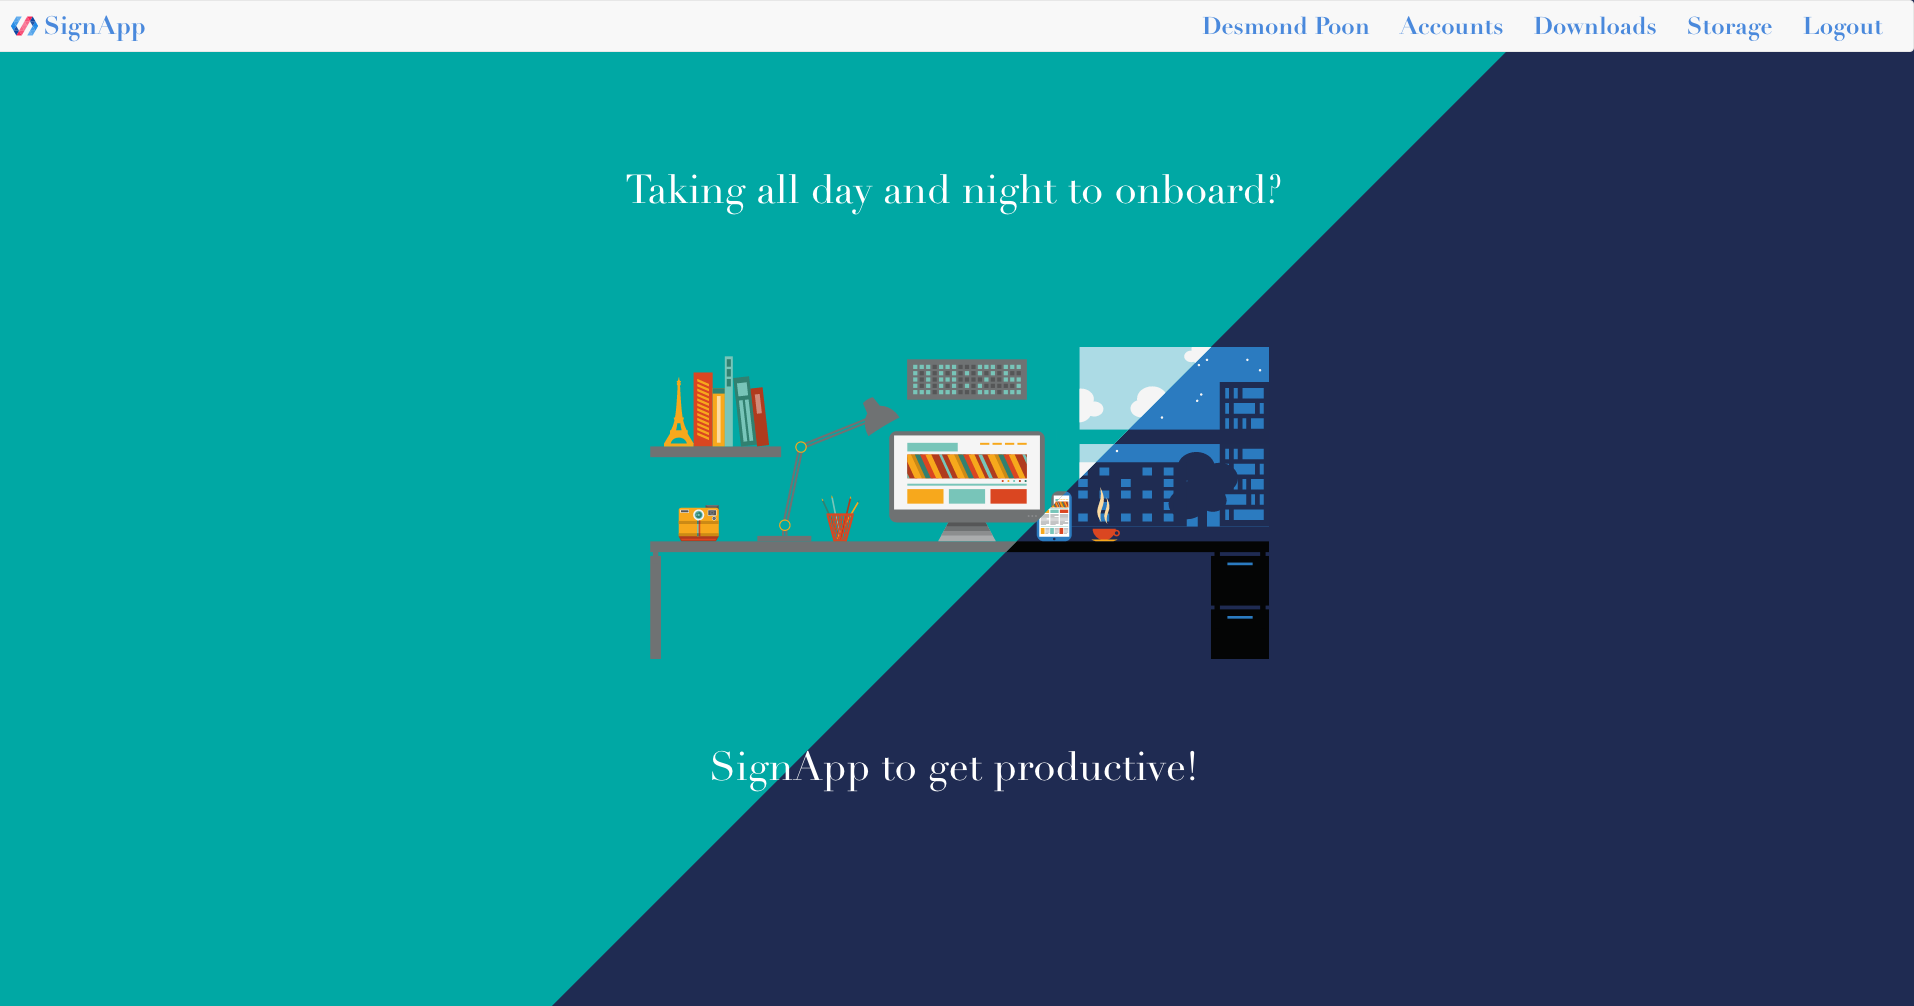 SignApp Desmond Poon Accounts Downloads Storage Logout
Taking all day and night to onboard?
SignApp to get productive!